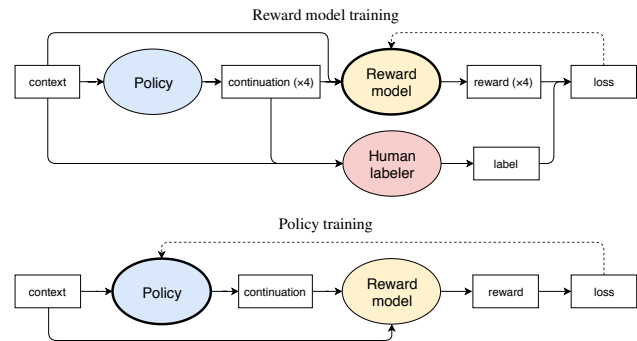 Reward model training
context
Policy
continuation (×4)
Reward
model
reward (×4)
loss
Human
labeler
label
Policy training
context
Policy
continuation
Reward
model
reward
loss